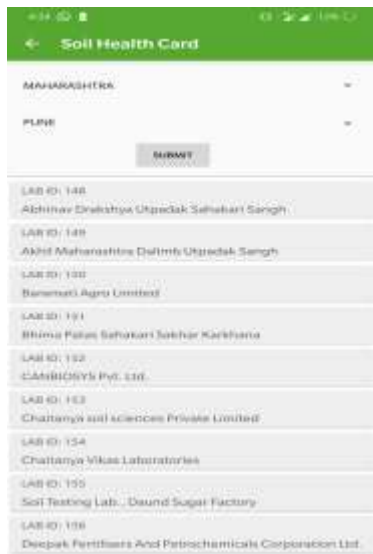 Soil Health Card
MAHARASHTRA
PUNE
SUBMIT
LAB ID: 148
Abhinav Drakshya Utpadak Sahakari Sangh
LAB ID: 149
Akhil Maharashtra Dalimb Utpadak Sangh
LAB ID: 150
Baramati Agro Limited
LAB ID: 151
Bhima Patas Sahakari Sakhar Karkhana
LAB ID: 152
CANBIOSYS Pvt. Ltd.
LAB ID: 153
Chaitanya soil sciences Private Limited
LAB ID: 154
Chaitanya Vikas Laboratories
LAB ID: 155
Soil Testing Lab., Daund Sugar Factory
LAB ID: 156
Deepak Fertilisers And Petrochemicals Corporation Ltd.